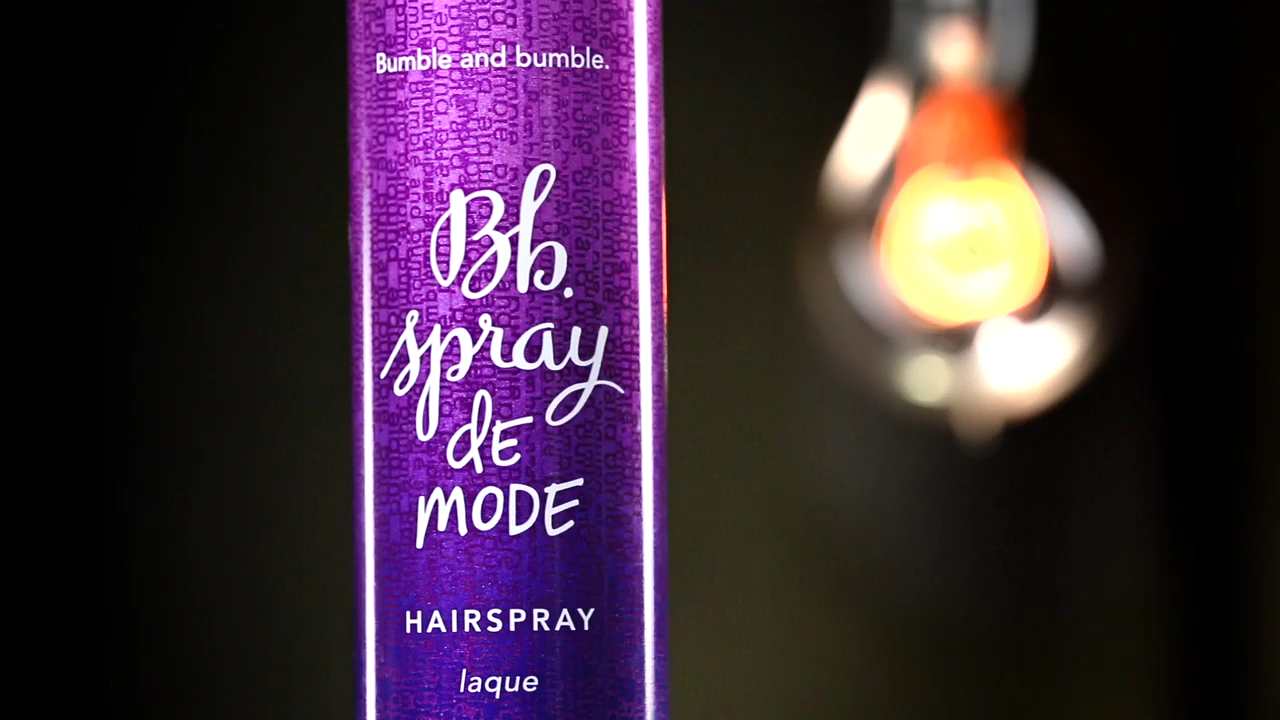 Bumble and bumble.
Bb.
spray
dE
MODE
HAIRSPRAY
laque